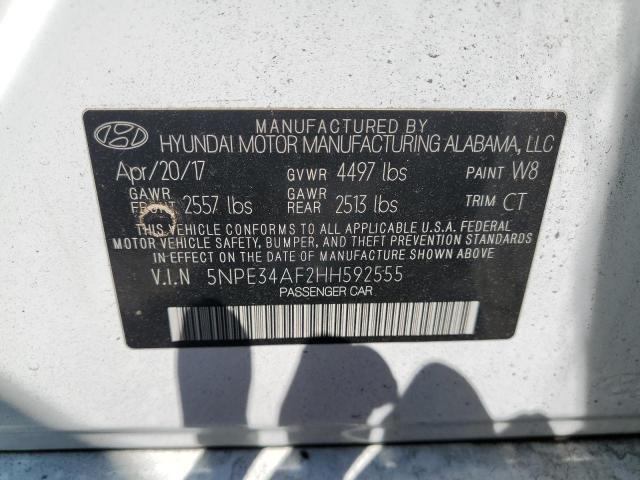 MANUFACTURED BY
HYUNDAI MOTOR MANUFACTURING ALABAMA, LLC
Apr/20/17 GVWR 4497 lbs PAINT W8
GAWR FRONT 2557 lbs GAWR REAR 2513 lbs TRIM CT
THIS VEHICLE CONFORMS TO ALL APPLICABLE U.S.A. FEDERAL
MOTOR VEHICLE SAFETY, BUMPER, AND THEFT PREVENTION STANDARDS
IN EFFECT ON THE DATE OF MANUFACTURE SHOWN ABOVE
V.I.N 5NPE34AF2HH592555
PASSENGER CAR